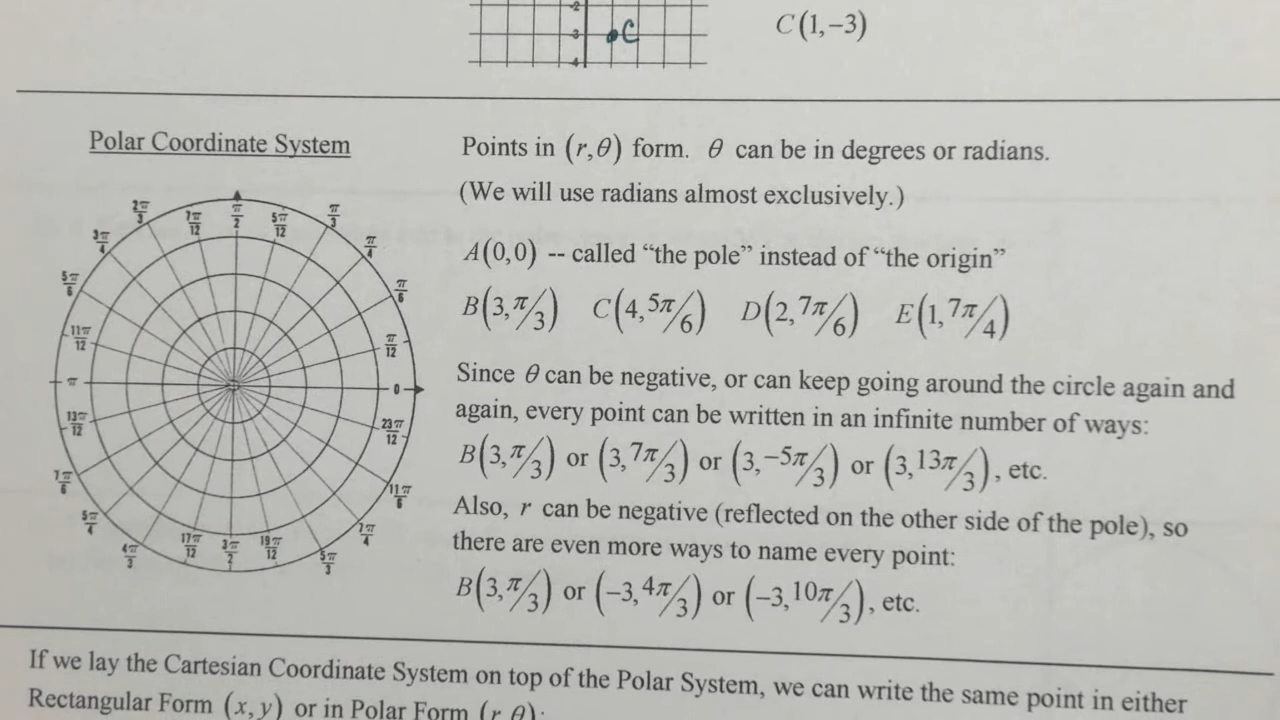 -2
3
C
-4
C(1,−3)
Polar Coordinate System
Points in (r,θ) form. θ can be in degrees or radians.
(We will use radians almost exclusively.)
A(0,0) -- called “the pole” instead of “the origin”
B(3,π/3) C(4,5π/6) D(2,7π/6) E(1,7π/4)
Since θ can be negative, or can keep going around the circle again and
again, every point can be written in an infinite number of ways:
B(3,π/3) or (3,7π/3) or (3,−5π/3) or (3,13π/3), etc.
Also, r can be negative (reflected on the other side of the pole), so
there are even more ways to name every point:
B(3,π/3) or (−3,4π/3) or (−3,10π/3), etc.
2π/3
7π/12
π/2
5π/12
π/3
3π/4
π/4
5π/6
π/6
11π/12
π/12
π
0
13π/12
23π/12
7π/6
11π/6
5π/4
7π/4
4π/3
17π/12
3π/2
19π/12
5π/3
If we lay the Cartesian Coordinate System on top of the Polar System, we can write the same point in either
Rectangular Form (x,y) or in Polar Form (r,θ):